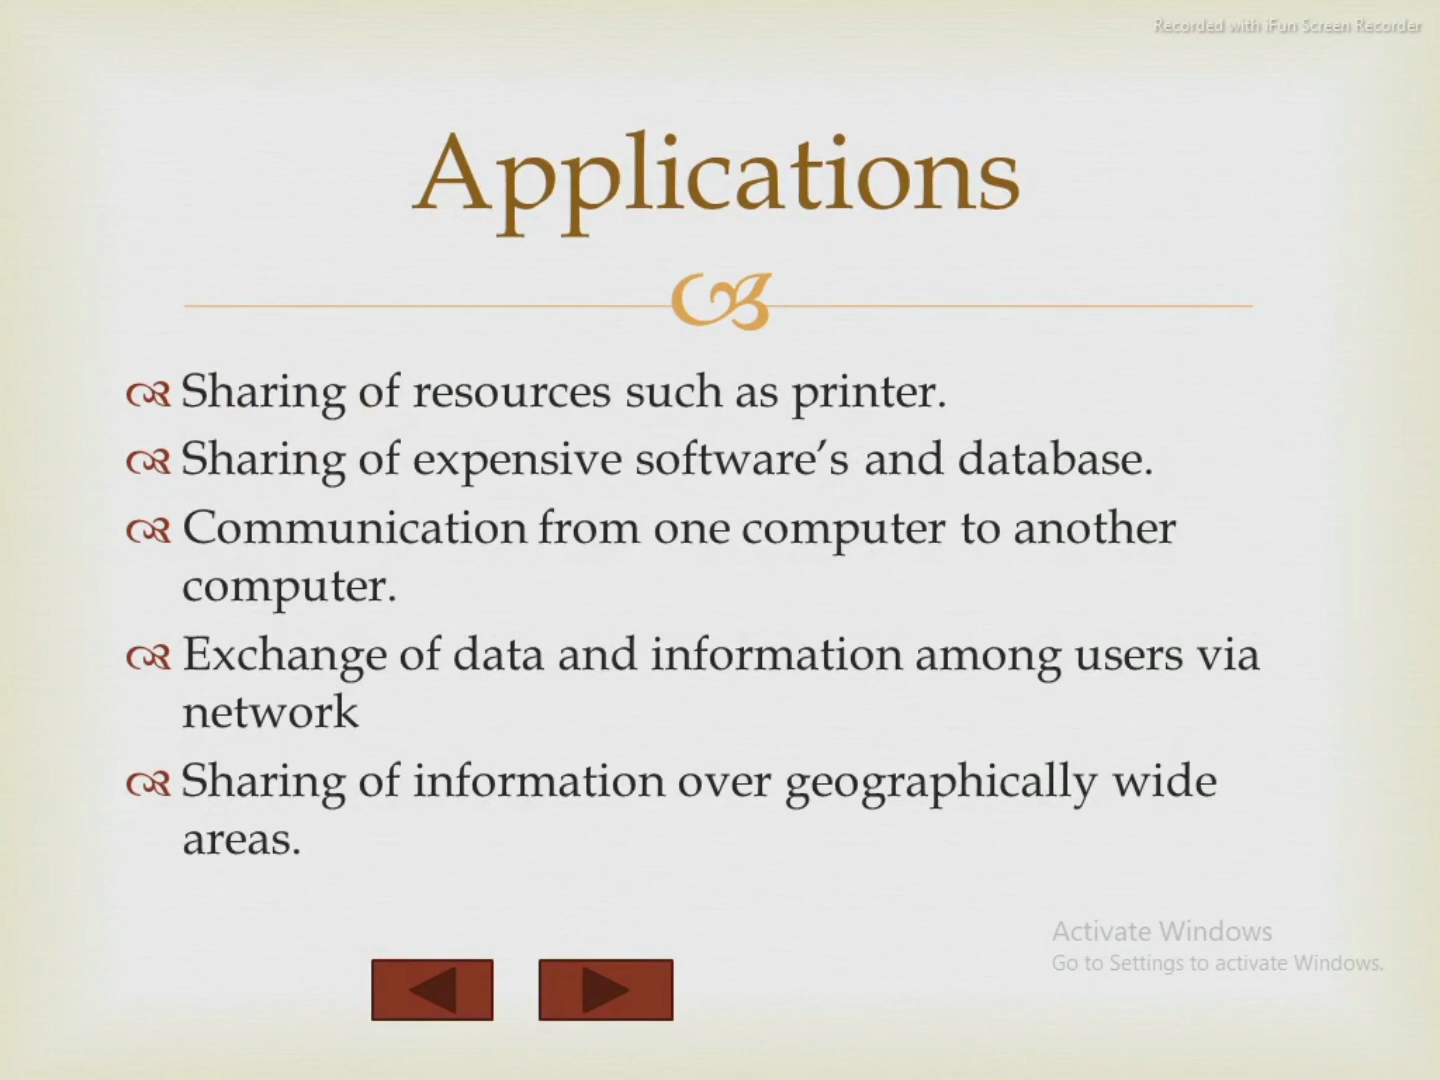 Recorded with iFun Screen Recorder
Applications
Sharing of resources such as printer.
Sharing of expensive software’s and database.
Communication from one computer to another
computer.
Exchange of data and information among users via
network
Sharing of information over geographically wide
areas.
Activate Windows
Go to Settings to activate Windows.